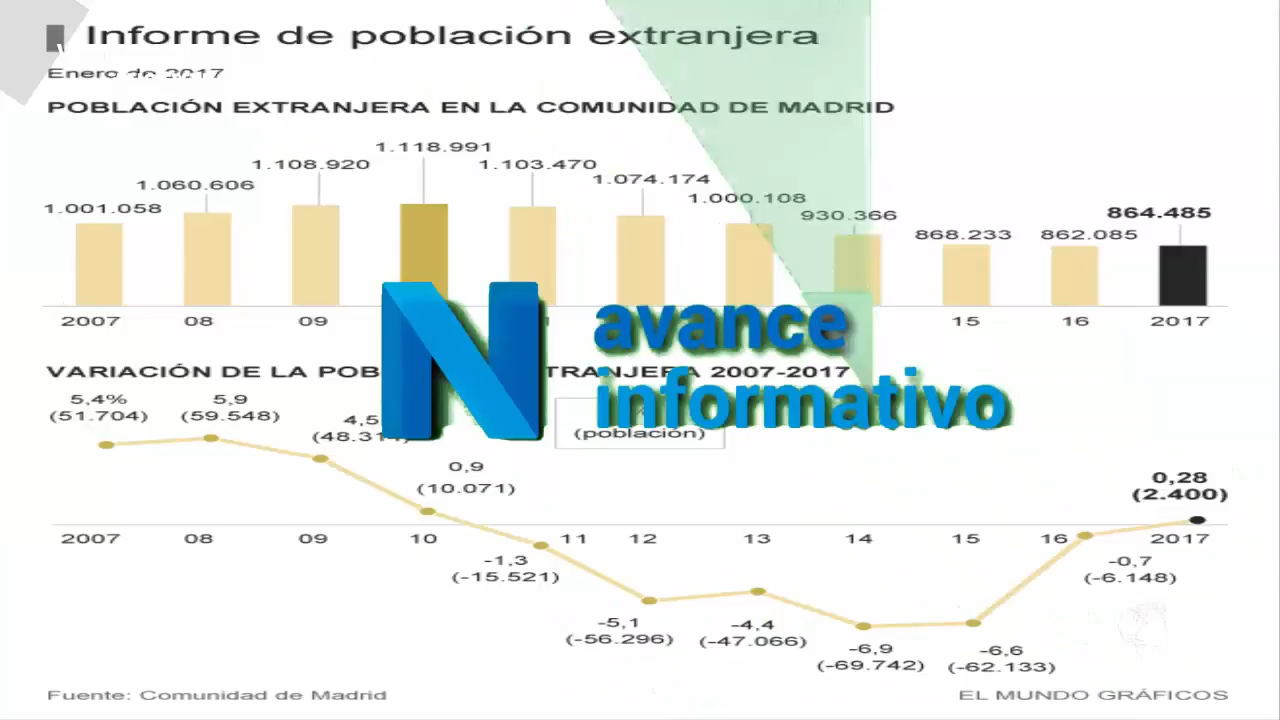 Informe de población extranjera
Enero de 2017
POBLACIÓN EXTRANJERA EN LA COMUNIDAD DE MADRID
1.001.058 1.060.606 1.108.920 1.118.991 1.103.470 1.074.174 1.000.108 930.366 868.233 862.085 864.485
2007 08 09 15 16 2017
avance
informativo
VARIACIÓN DE LA POB TRANJERA 2007-2017
(población)
5,4% 5,9 4,5 0,9 -1,3 -5,1 -4,4 -6,9 -6,6 -0,7 0,28
(51.704) (59.548) (48.31 (10.071) (-15.521) (-56.296) (-47.066) (-69.742) (-62.133) (-6.148) (2.400)
2007 08 09 10 11 12 13 14 15 16 2017
Fuente: Comunidad de Madrid
EL MUNDO GRÁFICOS